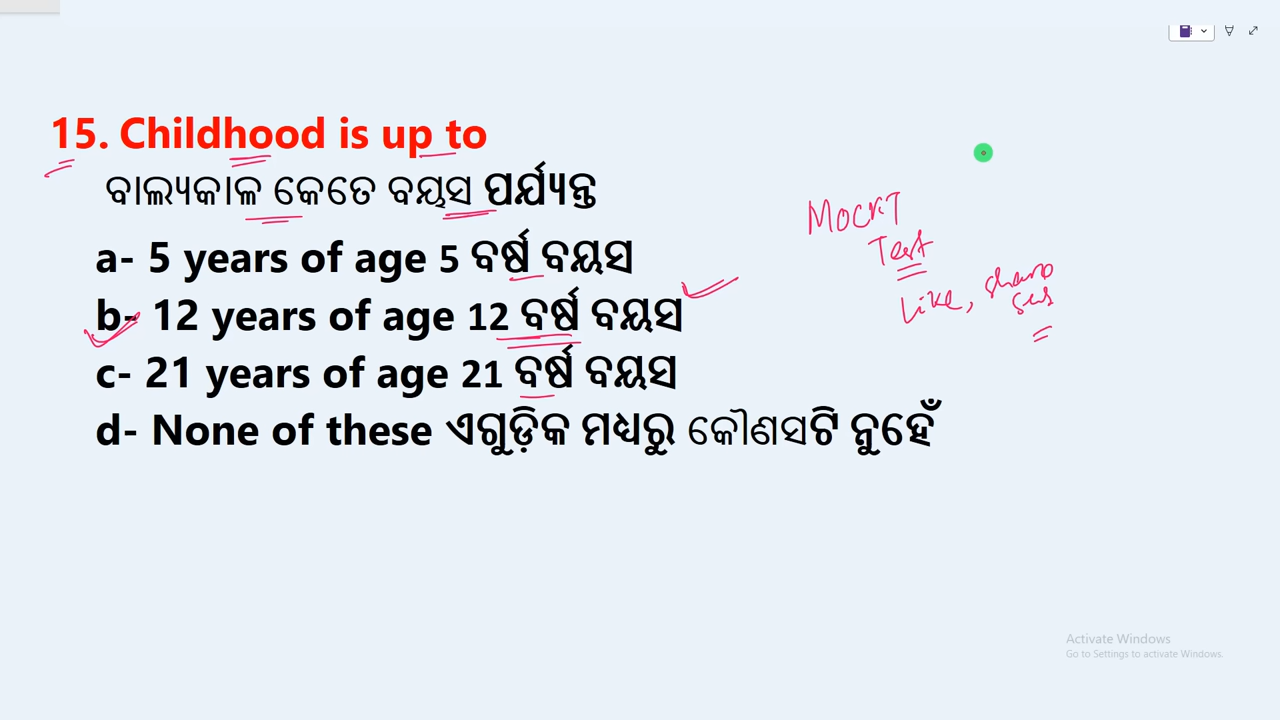 15. Childhood is up to
ବାଲ୍ୟକାଳ କେତେ ବୟସ ପର୍ଯ୍ୟନ୍ତ
a- 5 years of age 5 ବର୍ଷ ବୟସ
b- 12 years of age 12 ବର୍ଷ ବୟସ
c- 21 years of age 21 ବର୍ଷ ବୟସ
d- None of these ଏଗୁଡ଼ିକ ମଧ୍ୟରୁ କୌଣସଟି ନୁହେଁ
Test
Like,
Activate Windows
Go to Settings to activate Windows.